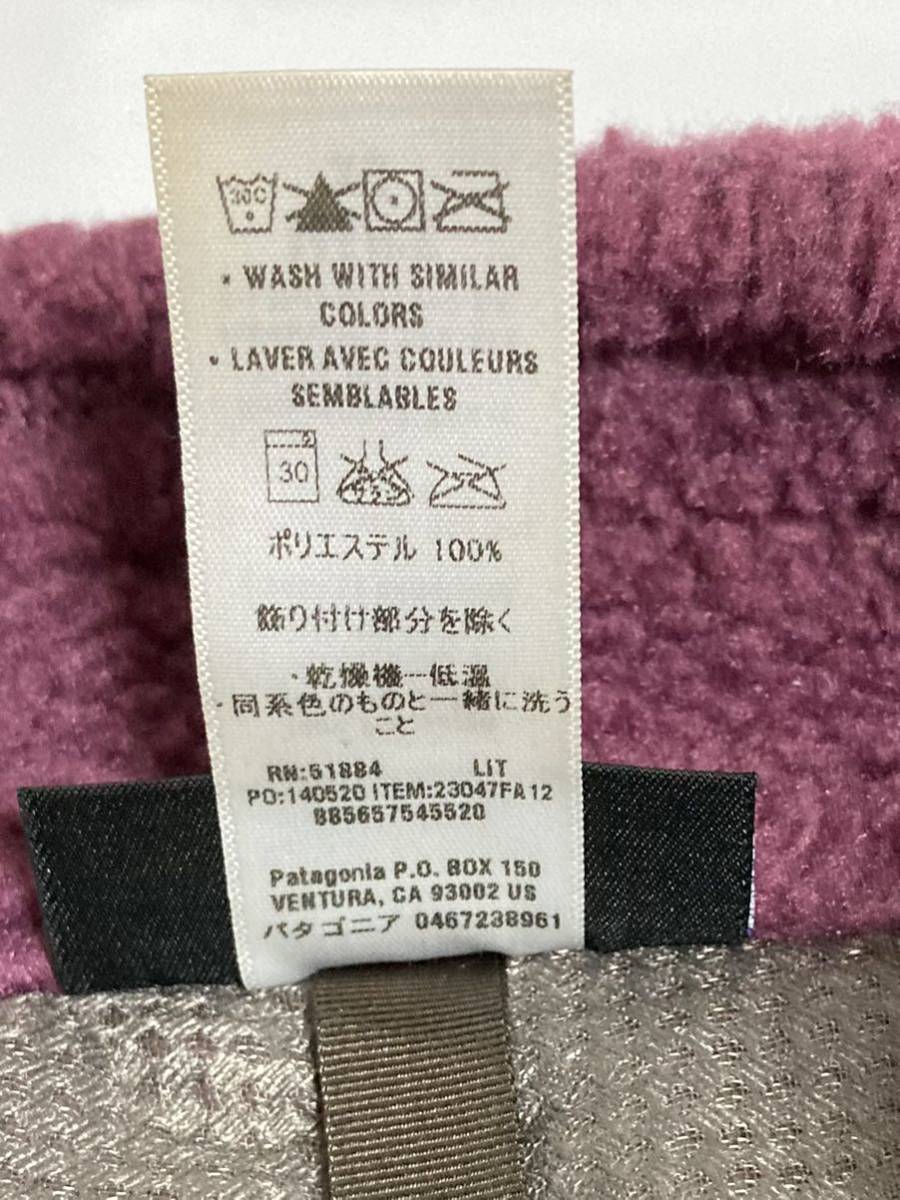 30C
• WASH WITH SIMILAR
COLORS
• LAVER AVEC COULEURS
SEMBLABLES
30
ポリエステル 100%
飾り付け部分を除く
・乾燥機ー低温
・同系色のものと一緒に洗う
こと
RN:51884 LIT
PO:140520 ITEM:23047FA12
BB5657545520
Patagonia P.O. BOX 150
VENTURA, CA 93002 US
パタゴニア 0467238961